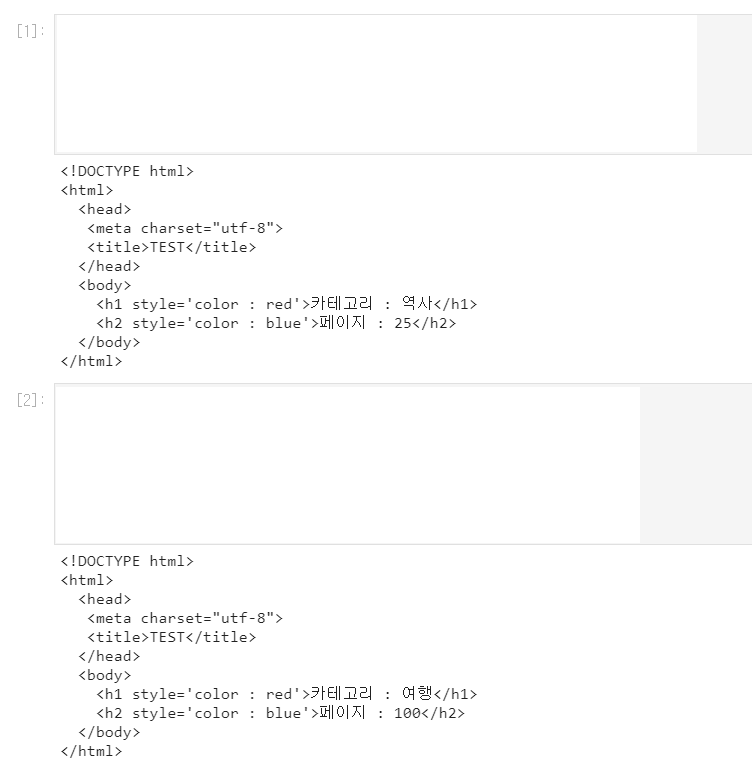 [1]:
<!DOCTYPE html>
<html>
  <head>
   <meta charset="utf-8">
   <title>TEST</title>
  </head>
  <body>
    <h1 style='color : red'>카테고리 : 역사</h1>
    <h2 style='color : blue'>페이지 : 25</h2>
  </body>
</html>
[2]:
<!DOCTYPE html>
<html>
  <head>
   <meta charset="utf-8">
   <title>TEST</title>
  </head>
  <body>
    <h1 style='color : red'>카테고리 : 여행</h1>
    <h2 style='color : blue'>페이지 : 100</h2>
  </body>
</html>